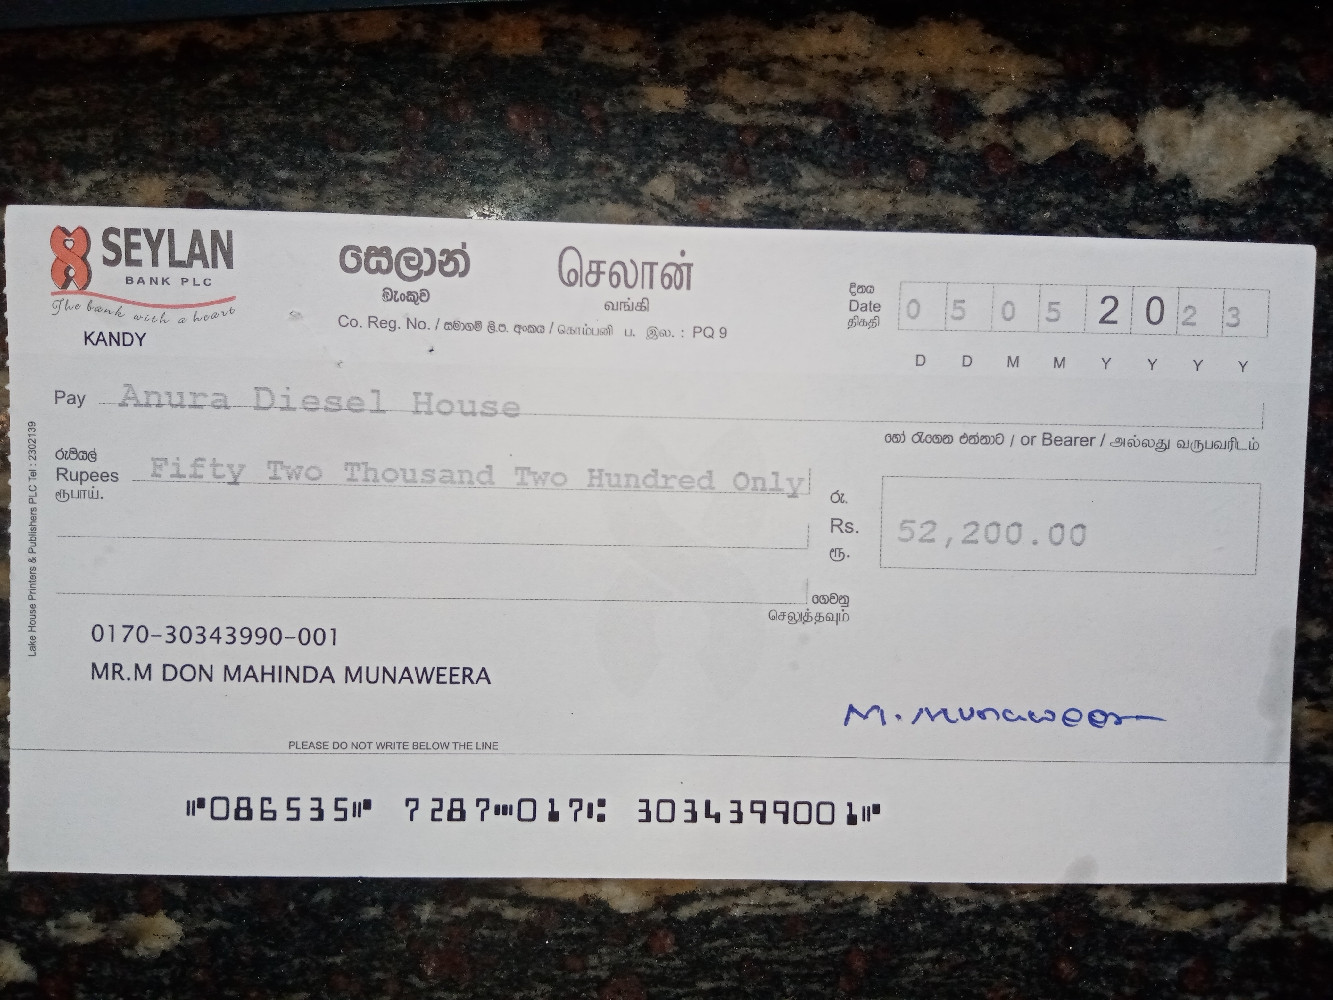 SEYLAN
BANK PLC
The bank with a heart
KANDY
සෙලාන්
බැංකුව
செலான்
வங்கி
Co. Reg. No. / සමාගම් ලි.ප. අංකය / கொம்பனி ப. இல. : PQ 9
දිනය
Date
திகதி
0 5 0 5 2 0 2 3
D D M M Y Y Y Y
Pay Anura Diesel House
හෝ රැගෙන එන්නාට / or Bearer / அல்லது வருபவரிடம்
රුපියල්
Rupees Fifty Two Thousand Two Hundred Only
ரூபாய்.
රු.
Rs. 52,200.00
ரூ.
ගෙවනු
செலுத்தவும்
0170-30343990-001
MR.M DON MAHINDA MUNAWEERA
M. Munaweera
PLEASE DO NOT WRITE BELOW THE LINE
⑈086535⑈ 7287⑉017⑆ 3034399001⑈
Lake House Printers & Publishers PLC Tel : 2302139